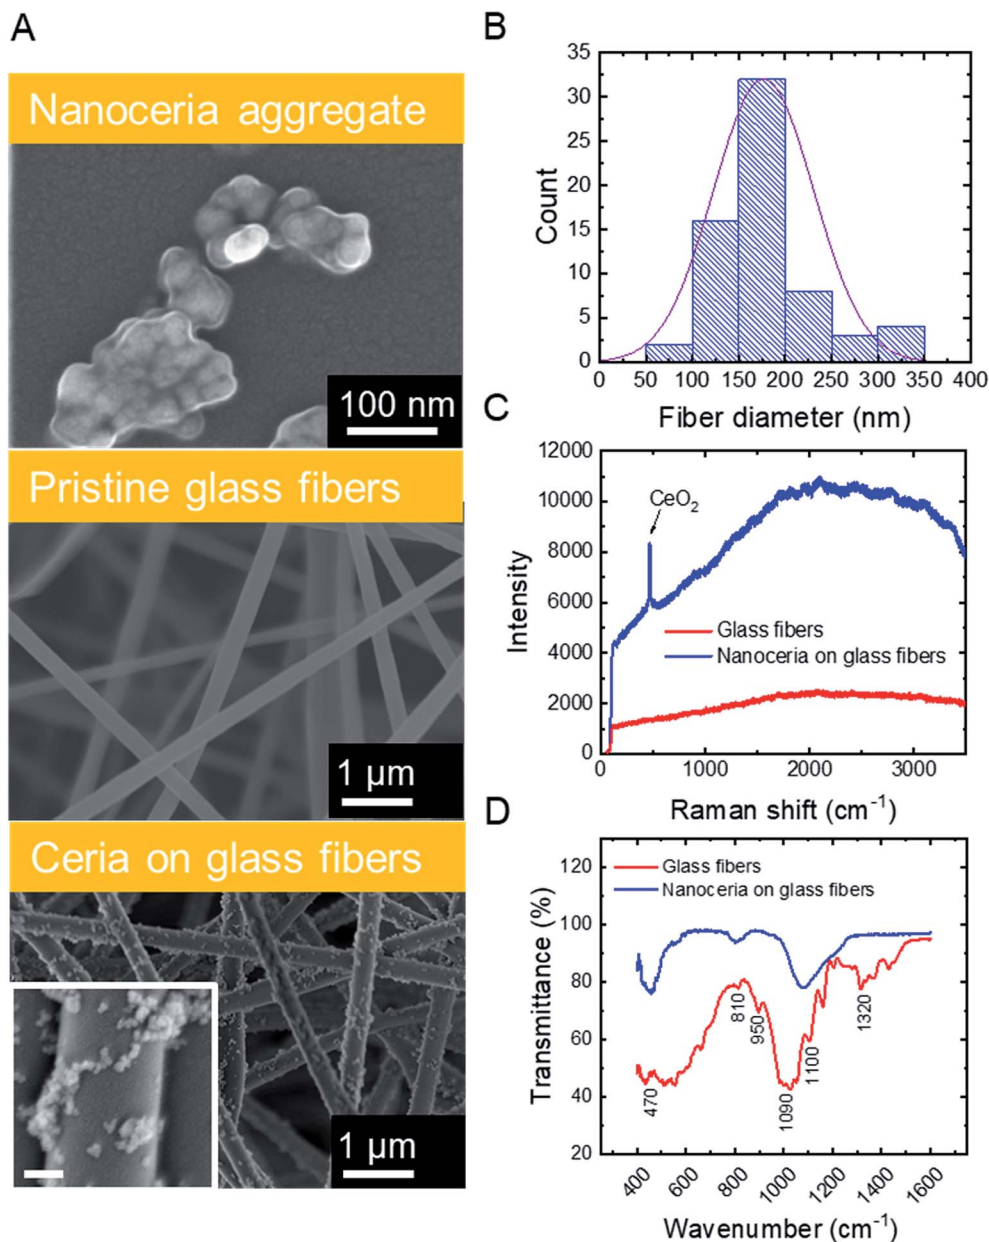 A
Nanoceria aggregate
100 nm
Pristine glass fibers
1 µm
Ceria on glass fibers
1 µm
B
35
30
25
20
15
10
5
0
Count
0 50 100 150 200 250 300 350 400
Fiber diameter (nm)
C
12000
10000
8000
6000
4000
2000
0
Intensity
CeO₂
Glass fibers
Nanoceria on glass fibers
0 1000 2000 3000
Raman shift (cm⁻¹)
D
120
100
80
60
40
20
Transmittance (%)
Glass fibers
Nanoceria on glass fibers
470
810
950
1090
1100
1320
400 600 800 1000 1200 1400 1600
Wavenumber (cm⁻¹)